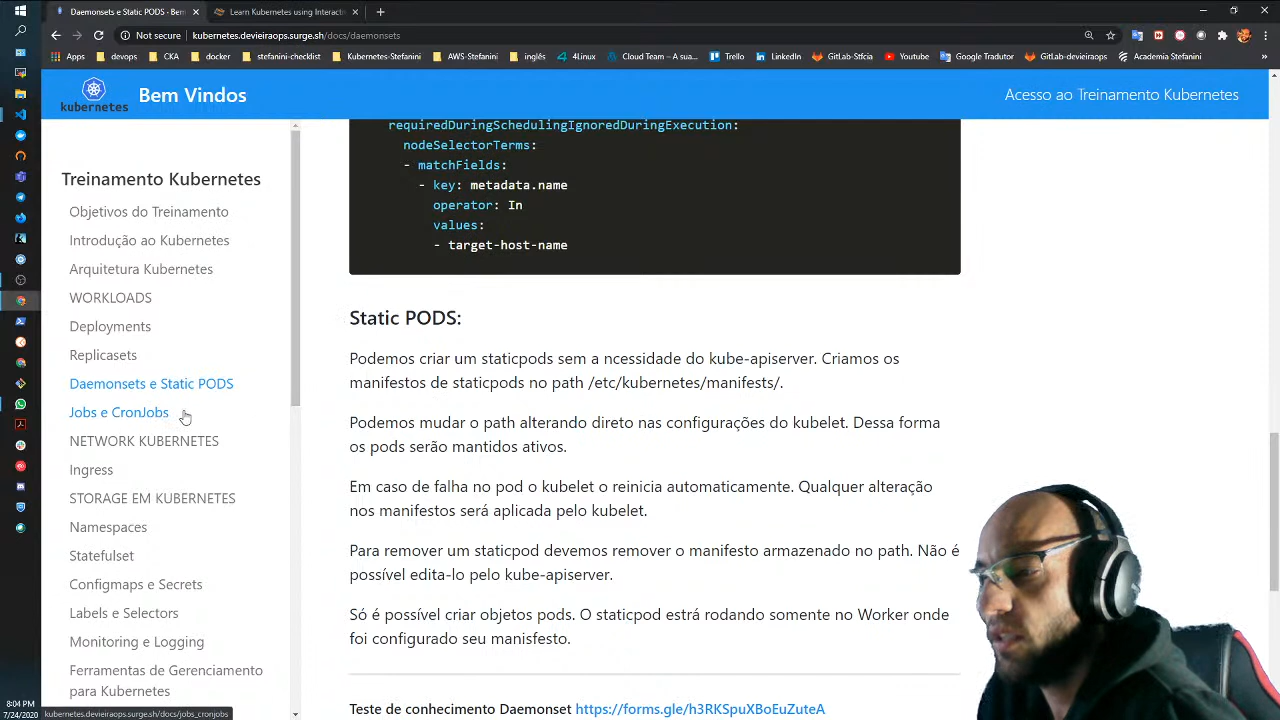 Daemonsets e Static PODS - Bem
Learn Kubernetes using Interacti
Not secure
kubernetes.devieiraops.surge.sh/docs/daemonsets
Apps
devops
CKA
docker
stefanini-checklist
Kubernetes-Stefanini
AWS-Stefanini
inglês
4Linux
Cloud Team – A sua...
Trello
LinkedIn
GitLab-Stfcia
Youtube
Google Tradutor
GitLab-devieiraops
Academia Stefanini
kubernetes
Bem Vindos
Acesso ao Treinamento Kubernetes
Treinamento Kubernetes
Objetivos do Treinamento
Introdução ao Kubernetes
Arquitetura Kubernetes
WORKLOADS
Deployments
Replicasets
Daemonsets e Static PODS
Jobs e CronJobs
NETWORK KUBERNETES
Ingress
STORAGE EM KUBERNETES
Namespaces
Statefulset
Configmaps e Secrets
Labels e Selectors
Monitoring e Logging
Ferramentas de Gerenciamento
para Kubernetes
requiredDuringSchedulingIgnoredDuringExecution:
nodeSelectorTerms:
- matchFields:
- key: metadata.name
operator: In
values:
- target-host-name
Static PODS:
Podemos criar um staticpods sem a ncessidade do kube-apiserver. Criamos os
manifestos de staticpods no path /etc/kubernetes/manifests/.
Podemos mudar o path alterando direto nas configurações do kubelet. Dessa forma
os pods serão mantidos ativos.
Em caso de falha no pod o kubelet o reinicia automaticamente. Qualquer alteração
nos manifestos será aplicada pelo kubelet.
Para remover um staticpod devemos remover o manifesto armazenado no path. Não é
possível edita-lo pelo kube-apiserver.
Só é possível criar objetos pods. O staticpod estrá rodando somente no Worker onde
foi configurado seu manisfesto.
Teste de conhecimento Daemonset https://forms.gle/h3RKSpuXBoEuZuteA
8:04 PM
7/24/2020
kubernetes.devieiraops.surge.sh/docs/jobs_cronjobs